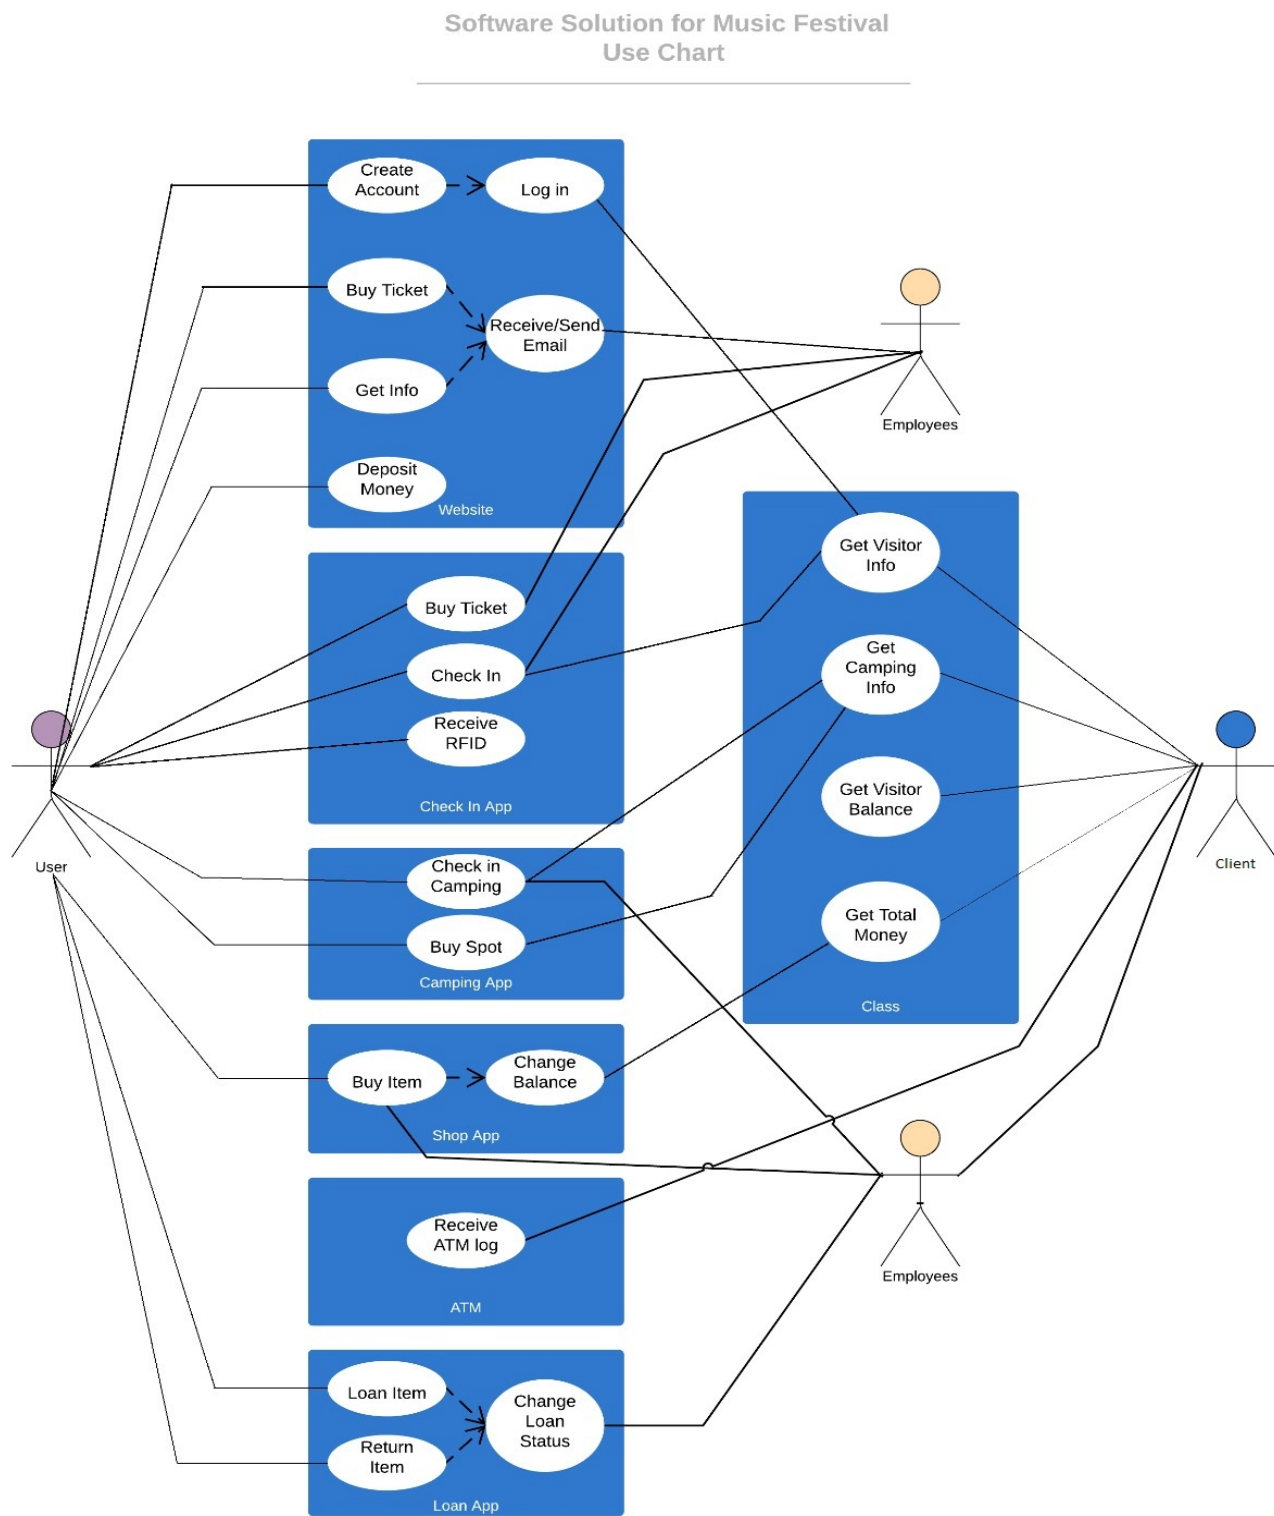 Software Solution for Music Festival
Use Chart
Create
Account
Log in
Buy Ticket
Receive/Send
Email
Get Info
Deposit
Money
Website
Employees
Buy Ticket
Check In
Receive
RFID
Check In App
Get Visitor
Info
Get
Camping
Info
Get Visitor
Balance
Get Total
Money
Class
User
Client
Check in
Camping
Buy Spot
Camping App
Buy Item
Change
Balance
Shop App
Receive
ATM log
ATM
Employees
Loan Item
Change
Loan
Status
Return
Item
Loan App